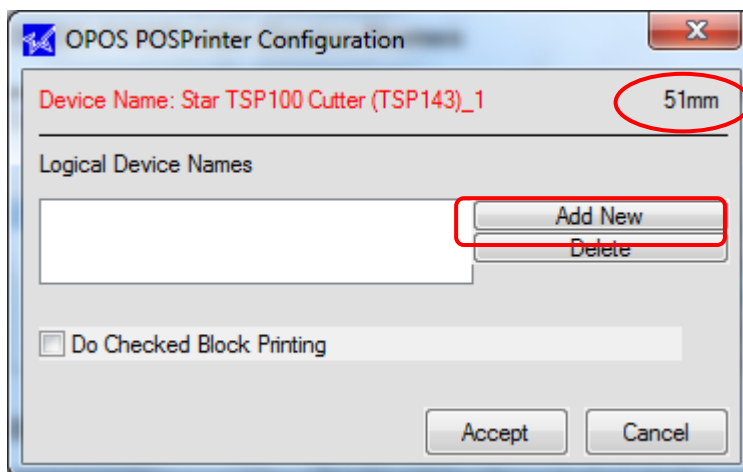 OPOS POSPrinter Configuration
Device Name: Star TSP100 Cutter (TSP143)_1 51mm
Logical Device Names
Add New
Delete
Do Checked Block Printing
Accept Cancel